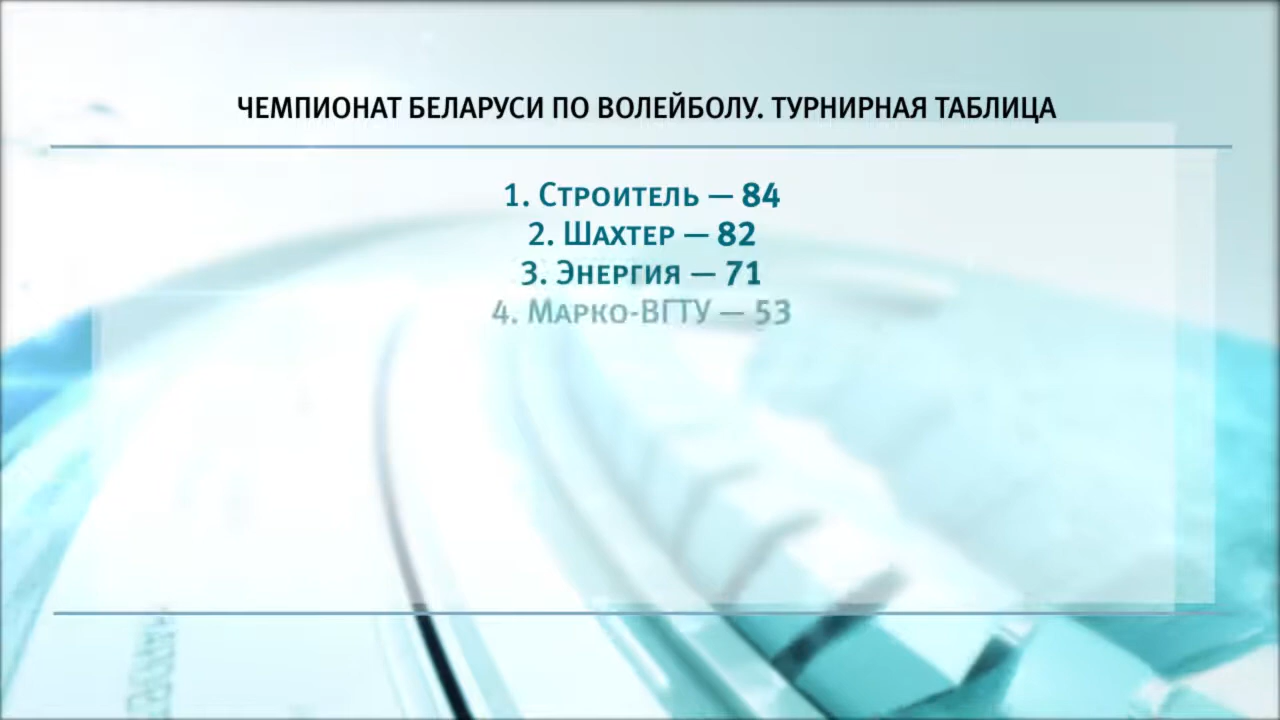 ЧЕМПИОНАТ БЕЛАРУСИ ПО ВОЛЕЙБОЛУ. ТУРНИРНАЯ ТАБЛИЦА
1. Строитель — 84
2. Шахтер — 82
3. Энергия — 71
4. Марко-ВГТУ — 53